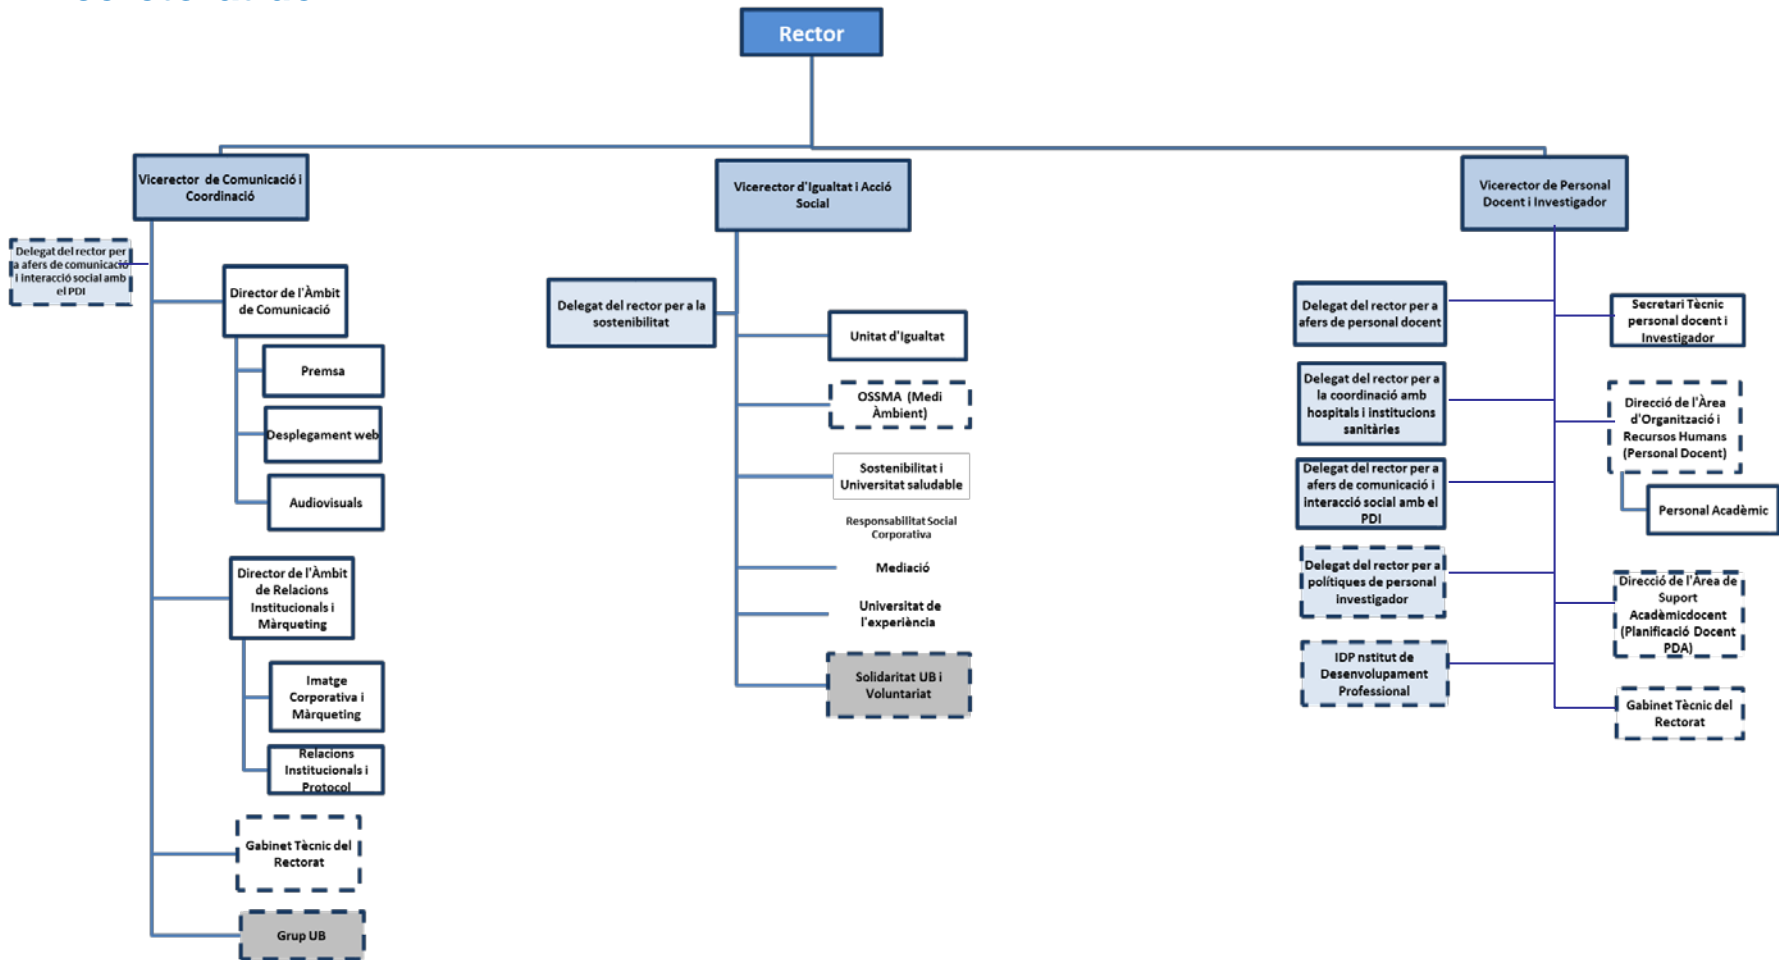 Rector
Vicerector de Comunicació i
Coordinació
Delegat del rector per
a afers de comunicació
i interacció social amb
el PDI
Director de l'Àmbit
de Comunicació
Premsa
Desplegament web
Audiovisuals
Director de l'Àmbit
de Relacions
Institucionals i
Màrqueting
Imatge
Corporativa i
Màrqueting
Relacions
Institucionals i
Protocol
Gabinet Tècnic del
Rectorat
Grup UB
Vicerector d'Igualtat i Acció
Social
Delegat del rector per a la
sostenibilitat
Unitat d'Igualtat
OSSMA (Medi
Àmbient)
Sostenibilitat i
Universitat saludable
Responsabilitat Social
Corporativa
Mediació
Universitat de
l'experiència
Solidaritat UB i
Voluntariat
Vicerector de Personal
Docent i Investigador
Delegat del rector per a
afers de personal docent
Delegat del rector per a
la coordinació amb
hospitals i institucions
sanitàries
Delegat del rector per a
afers de comunicació i
interacció social amb el
PDI
Delegat del rector per a
polítiques de personal
investigador
IDP nstitut de
Desenvolupament
Professional
Secretari Tècnic
personal docent i
Investigador
Direcció de l'Àrea
d'Organització i
Recursos Humans
(Personal Docent)
Personal Acadèmic
Direcció de l'Àrea de
Suport
Acadèmicdocent
(Planificació Docent
PDA)
Gabinet Tècnic del
Rectorat